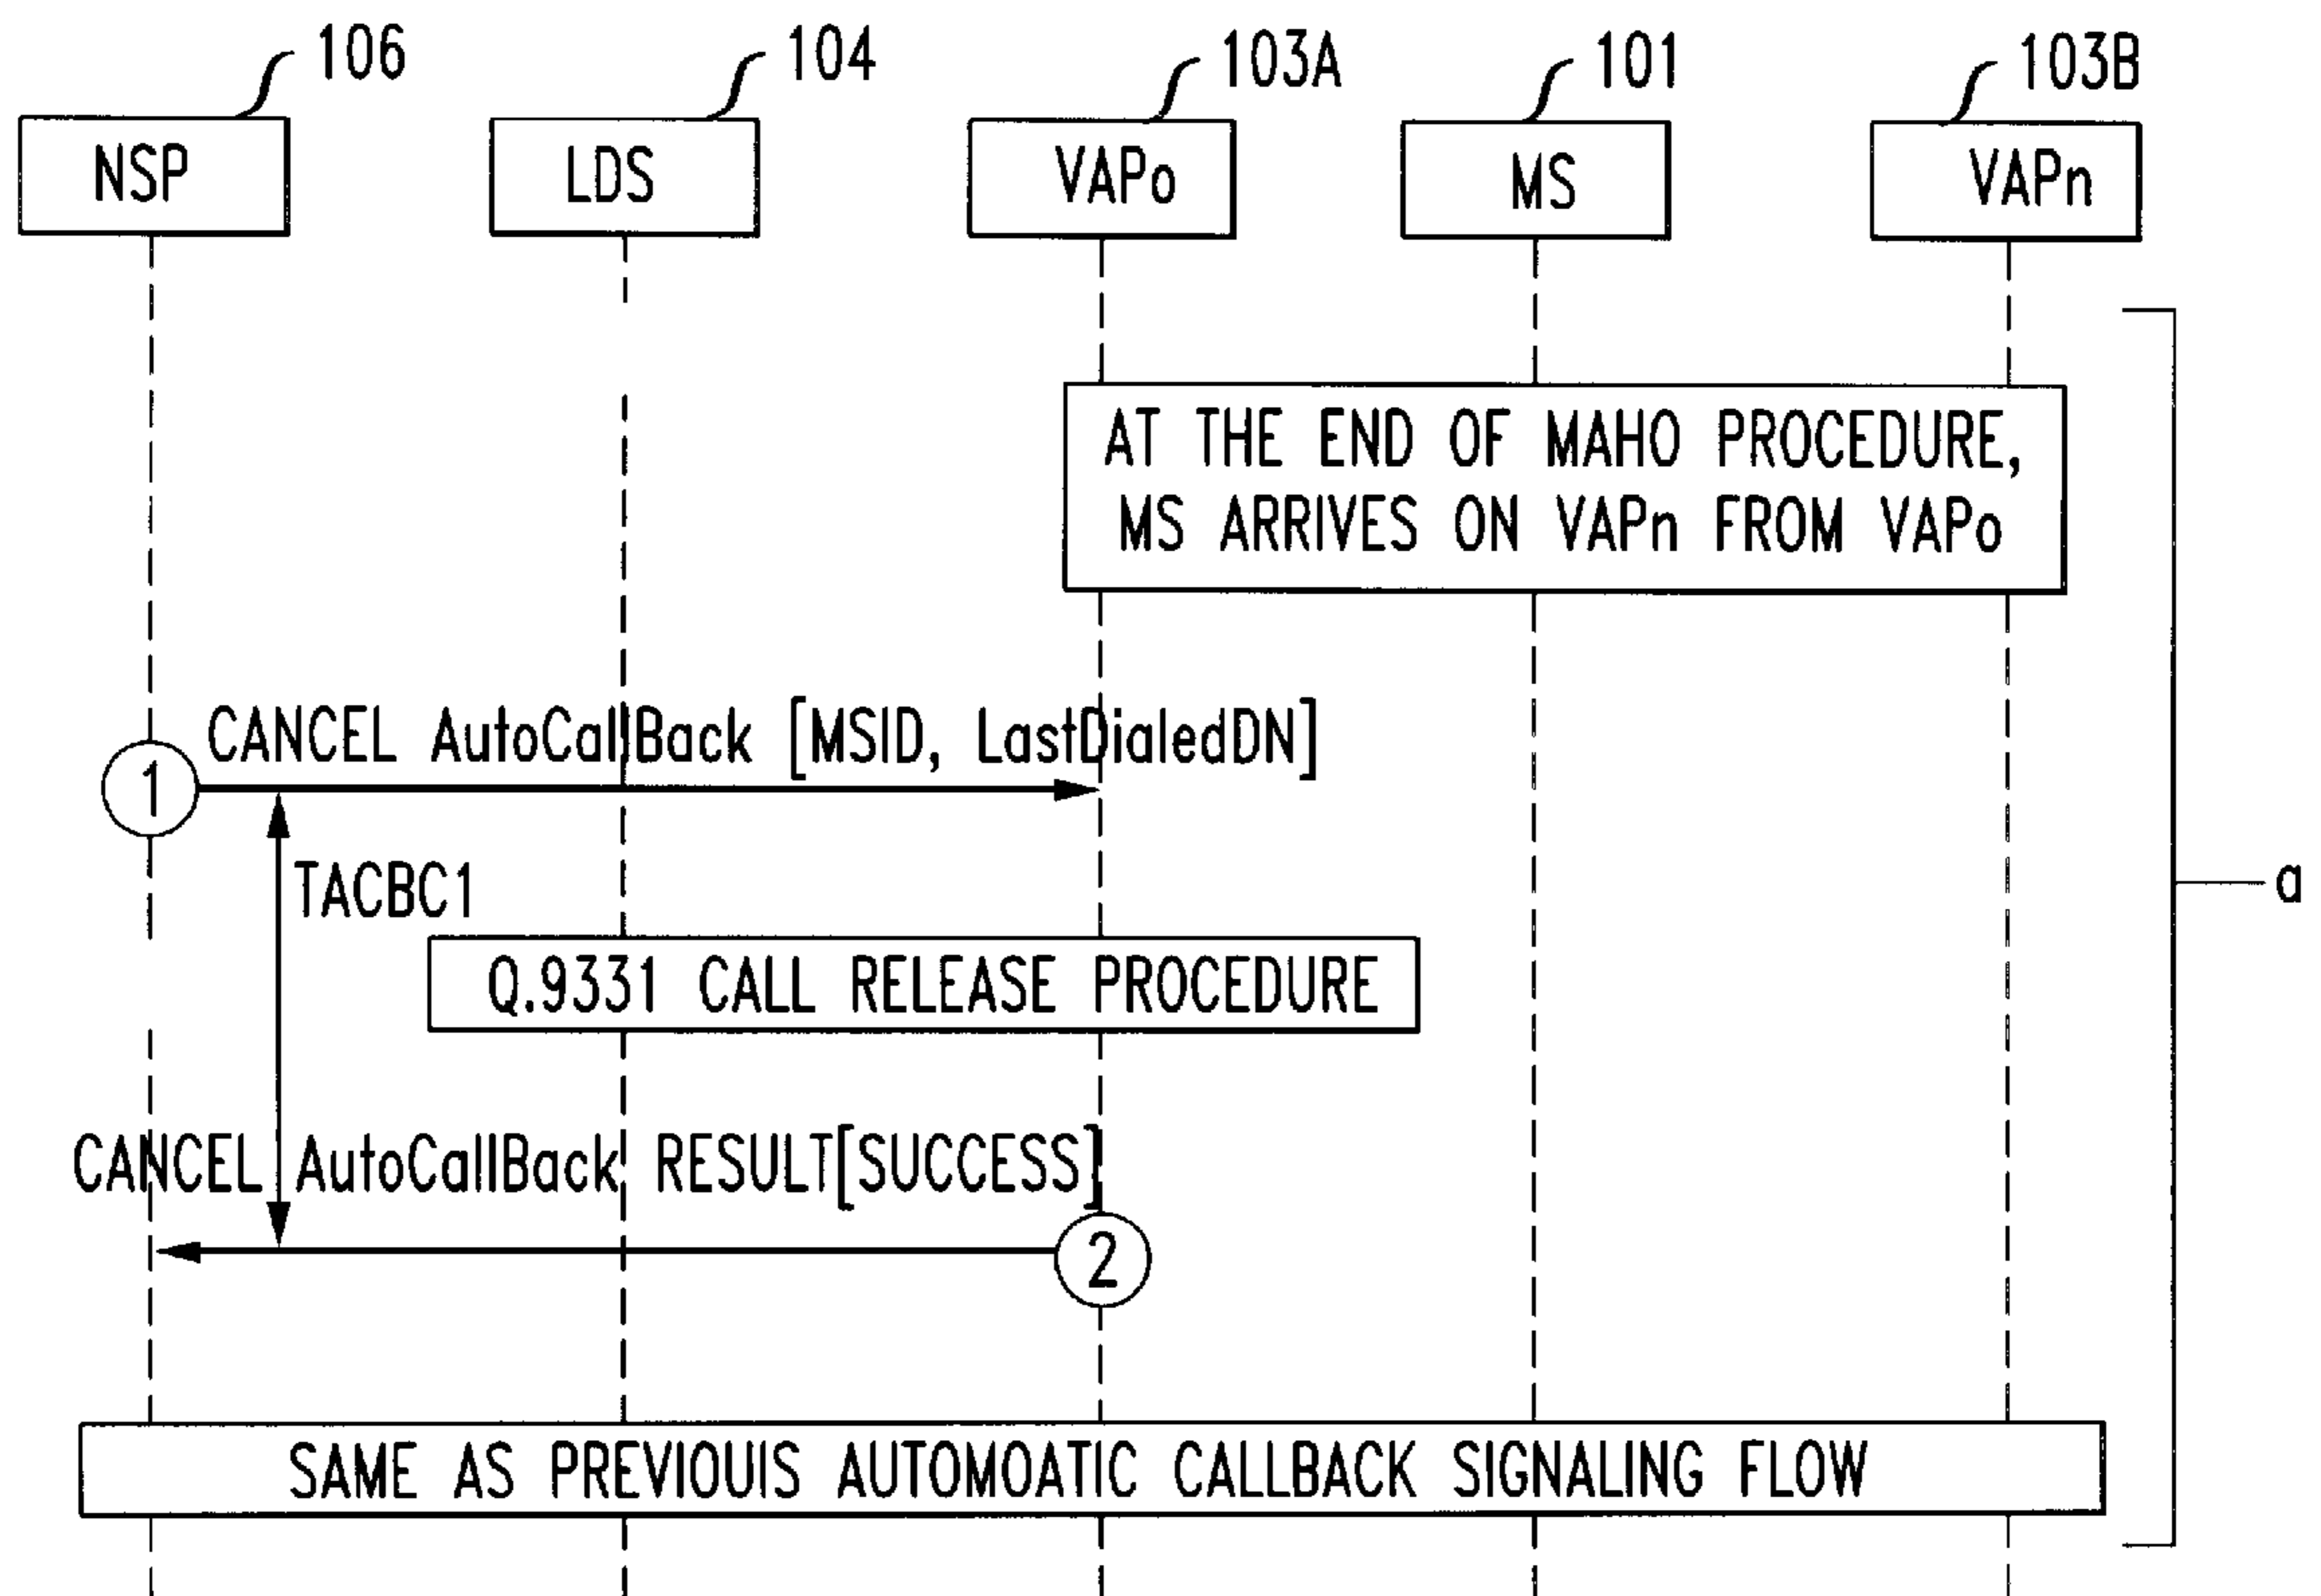 106
104
103A
101
103B
NSP
LDS
VAPo
MS
VAPn
AT THE END OF MAHO PROCEDURE,
MS ARRIVES ON VAPn FROM VAPo
CANCEL AutoCallBack [MSID, LastDialedDN]
1
TACBC1
a
Q.9331 CALL RELEASE PROCEDURE
CANCEL AutoCallBack RESULT[SUCCESS]
2
SAME AS PREVIOUIS AUTOMOATIC CALLBACK SIGNALING FLOW